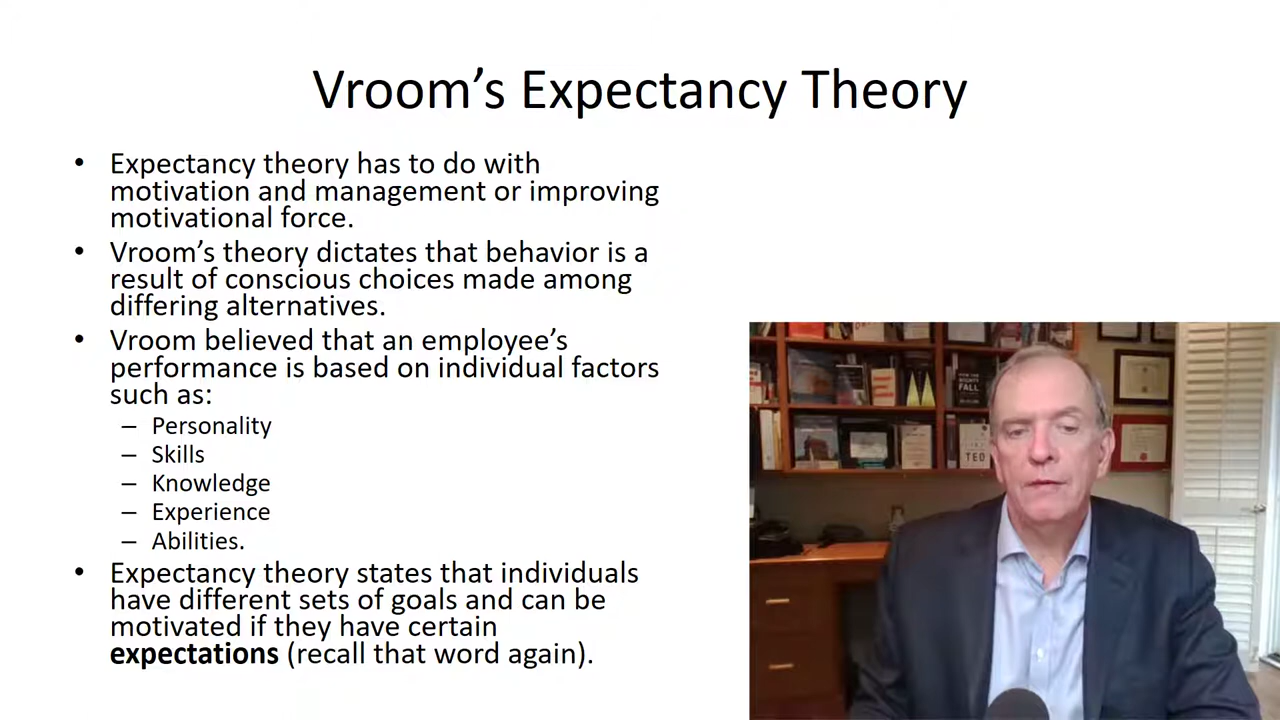 Vroom’s Expectancy Theory
• Expectancy theory has to do with
motivation and management or improving
motivational force.
• Vroom’s theory dictates that behavior is a
result of conscious choices made among
differing alternatives.
• Vroom believed that an employee’s
performance is based on individual factors
such as:
– Personality
– Skills
– Knowledge
– Experience
– Abilities.
• Expectancy theory states that individuals
have different sets of goals and can be
motivated if they have certain
expectations (recall that word again).
FALL
TED